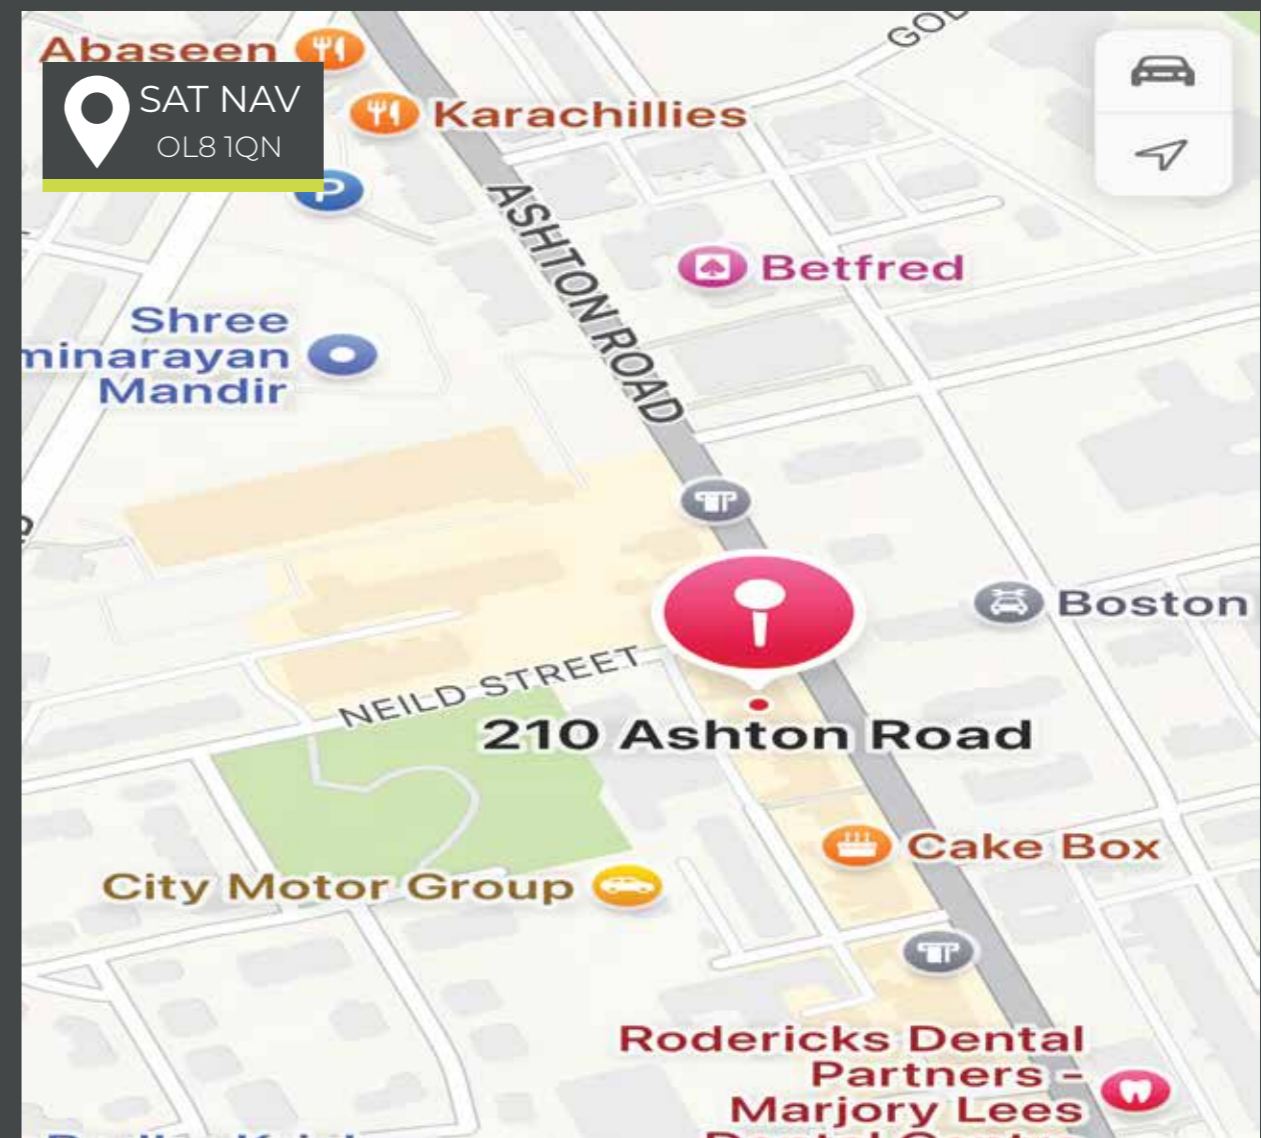 GOD
Abaseen
SAT NAV
OL8 1QN
Karachillies
P
ASHTON ROAD
Betfred
Shree
minarayan
Mandir
Boston
NEILD STREET
210 Ashton Road
Cake Box
City Motor Group
Rodericks Dental
Partners -
Marjory Lees